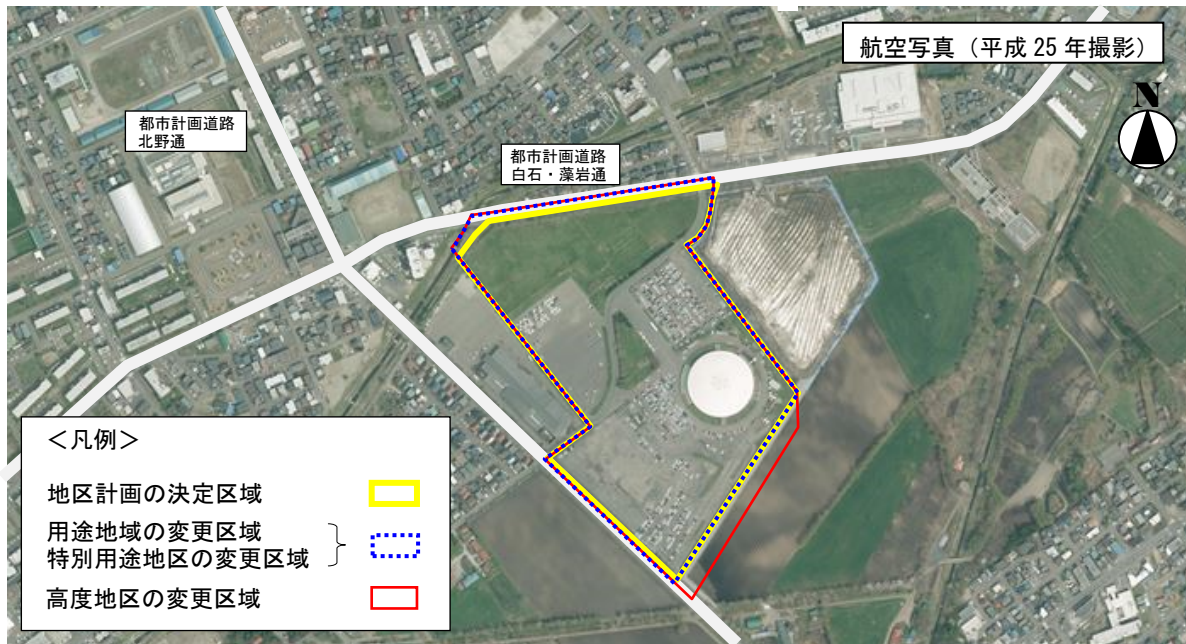 航空写真（平成 25 年撮影）
N
都市計画道路
北野通
都市計画道路
白石・藻岩通
＜凡例＞
地区計画の決定区域
用途地域の変更区域
特別用途地区の変更区域
高度地区の変更区域